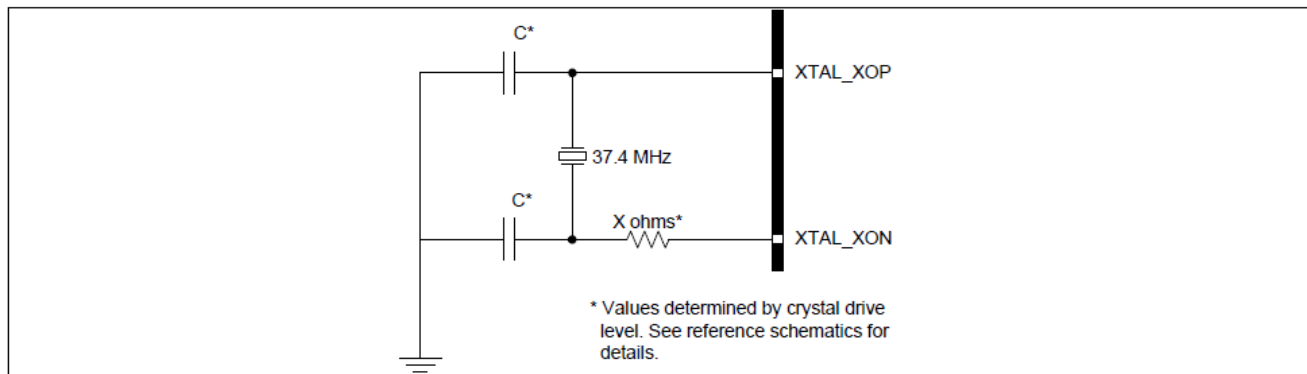 C*
XTAL_XOP
37.4 MHz
C*
X ohms*
XTAL_XON
* Values determined by crystal drive
level. See reference schematics for
details.